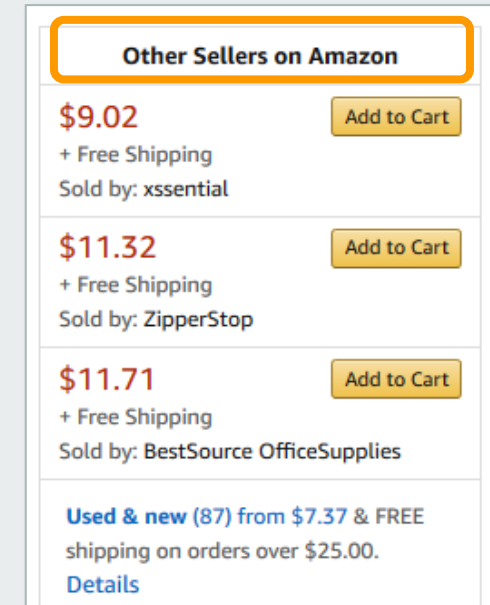 Other Sellers on Amazon
$9.02 Add to Cart
+ Free Shipping
Sold by: xssential
$11.32 Add to Cart
+ Free Shipping
Sold by: ZipperStop
$11.71 Add to Cart
+ Free Shipping
Sold by: BestSource OfficeSupplies
Used & new (87) from $7.37 & FREE
shipping on orders over $25.00.
Details